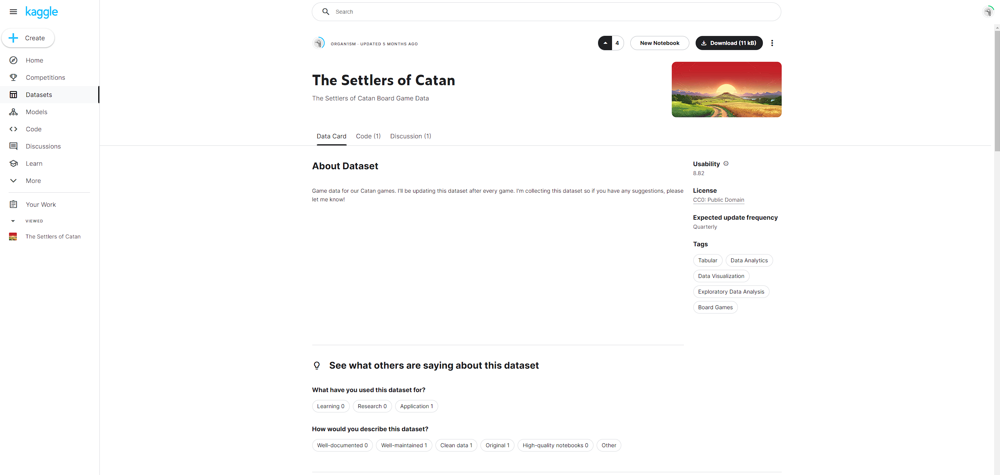 kaggle
Search
Create
Home
Competitions
Datasets
Models
Code
Discussions
Learn
More
Your Work
VIEWED
The Settlers of Catan
ORGAN1SM · UPDATED 5 MONTHS AGO
4
New Notebook
Download (11 kB)
The Settlers of Catan
The Settlers of Catan Board Game Data
Data Card
Code (1)
Discussion (1)
About Dataset
Game data for our Catan games. I'll be updating this dataset after every game. I'm collecting this dataset so if you have any suggestions, please
let me know!
Usability
8.82
License
CC0: Public Domain
Expected update frequency
Quarterly
Tags
Tabular
Data Analytics
Data Visualization
Exploratory Data Analysis
Board Games
See what others are saying about this dataset
What have you used this dataset for?
Learning 0
Research 0
Application 1
How would you describe this dataset?
Well-documented 0
Well-maintained 1
Clean data 1
Original 1
High-quality notebooks 0
Other